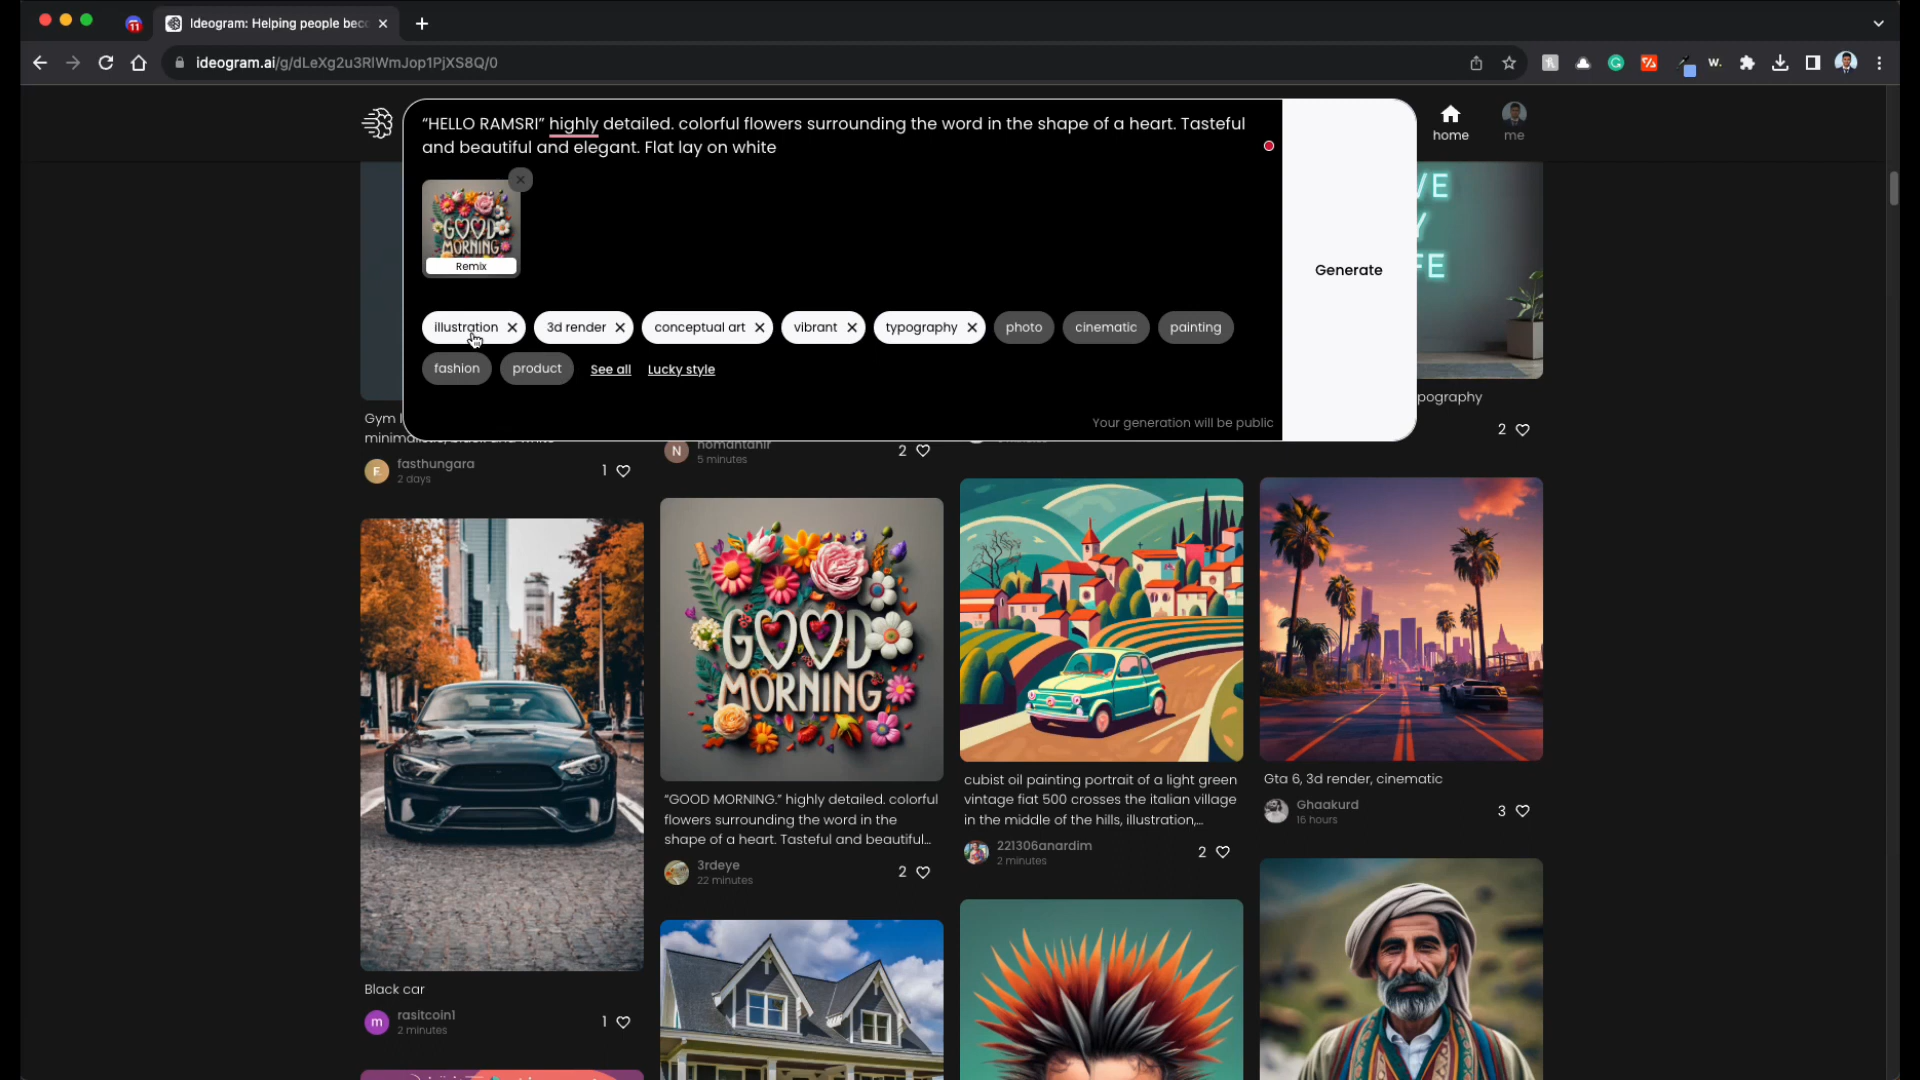 11
Ideogram: Helping people bec
ideogram.ai/g/dLeXg2u3RlWmJop1PjXS8Q/0
w.
“HELLO RAMSRI” highly detailed. colorful flowers surrounding the word in the shape of a heart. Tasteful
and beautiful and elegant. Flat lay on white
GOOD
MORNING
Remix
Generate
home
me
illustration
3d render
conceptual art
vibrant
typography
photo
cinematic
painting
fashion
product
See all
Lucky style
Your generation will be public
VE
Y
FE
pography
2
Gym
fasthungara
2 days
1
N
nomantahir
5 minutes
2
GOOD
MORNING
Black car
m
rasitcoin1
2 minutes
1
“GOOD MORNING.” highly detailed. colorful
flowers surrounding the word in the
shape of a heart. Tasteful and beautiful...
3rdeye
22 minutes
2
cubist oil painting portrait of a light green
vintage fiat 500 crosses the italian village
in the middle of the hills, illustration,...
221306anardim
2 minutes
2
Gta 6, 3d render, cinematic
Ghaakurd
16 hours
3